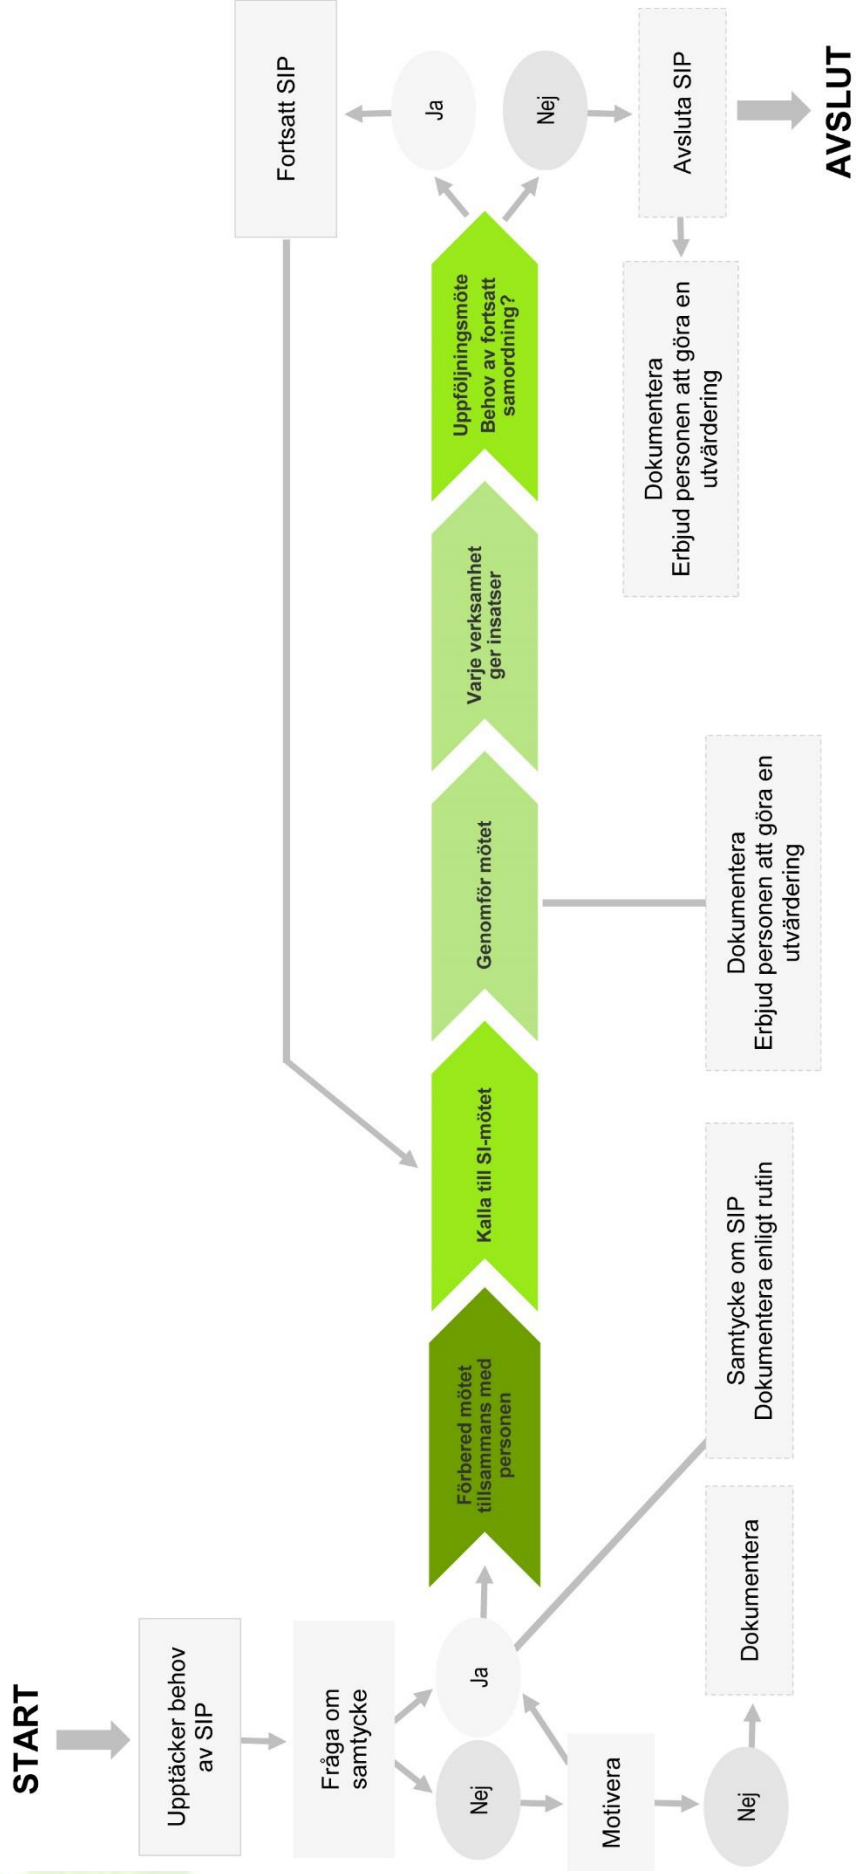 START
Upptäcker behov
av SIP
Fråga om
samtycke
Nej
Ja
Motivera
Nej
Dokumentera
Samtycke om SIP
Dokumentera enligt rutin
Förbered mötet
tillsammans med
personen
Kalla till SI-mötet
Genomför mötet
Dokumentera
Erbjud personen att göra en
utvärdering
Varje verksamhet
ger insatser
Uppföljningsmöte
Behov av fortsatt
samordning?
Ja
Fortsatt SIP
Nej
Avsluta SIP
Dokumentera
Erbjud personen att göra en
utvärdering
AVSLUT